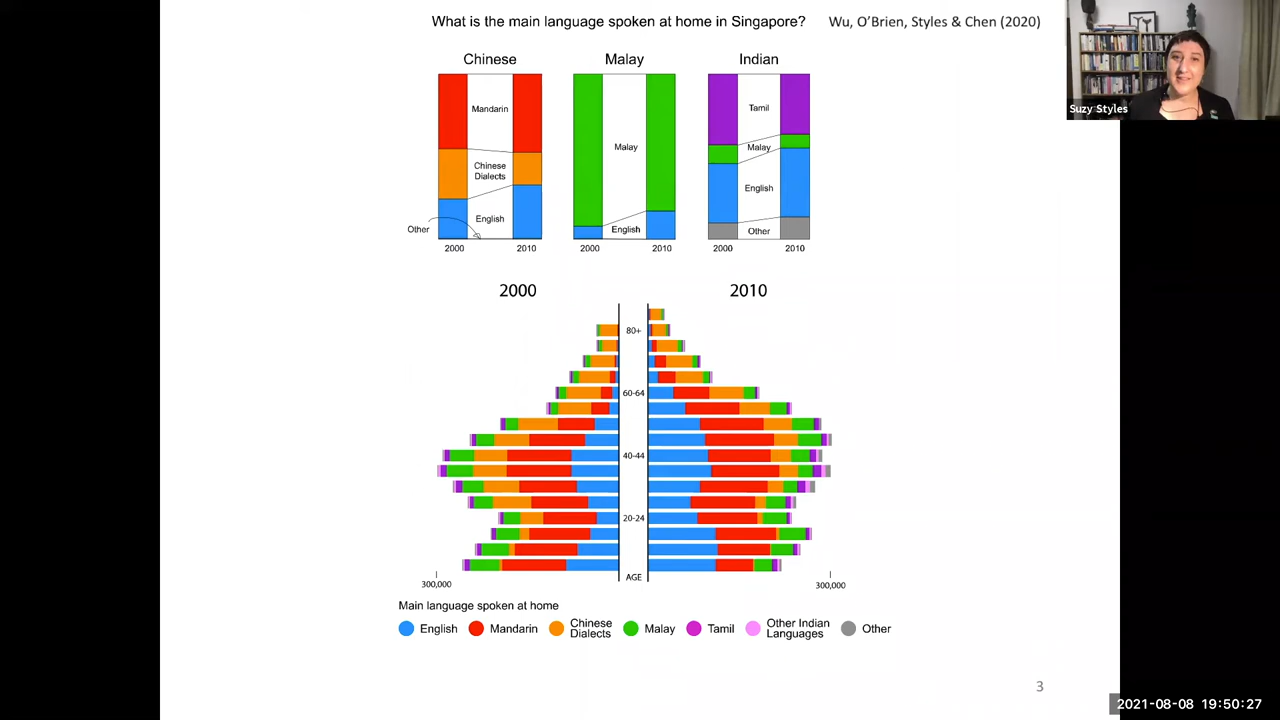 What is the main language spoken at home in Singapore? Wu, O'Brien, Styles & Chen (2020)
Suzy Styles
Chinese Malay Indian
Mandarin
Chinese
Dialects
English
Other
2000 2010
Malay
English
2000 2010
Tamil
Malay
English
Other
2000 2010
2000 2010
80+
60-64
40-44
20-24
AGE
300,000 300,000
Main language spoken at home
English
Mandarin
Chinese
Dialects
Malay
Tamil
Other Indian
Languages
Other
3
2021-08-08 19:50:27